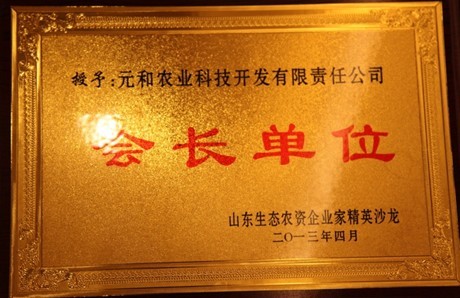 授予:元和农业科技开发有限责任公司
会长单位
山东生态农资企业家精英沙龙
二〇一三年四月